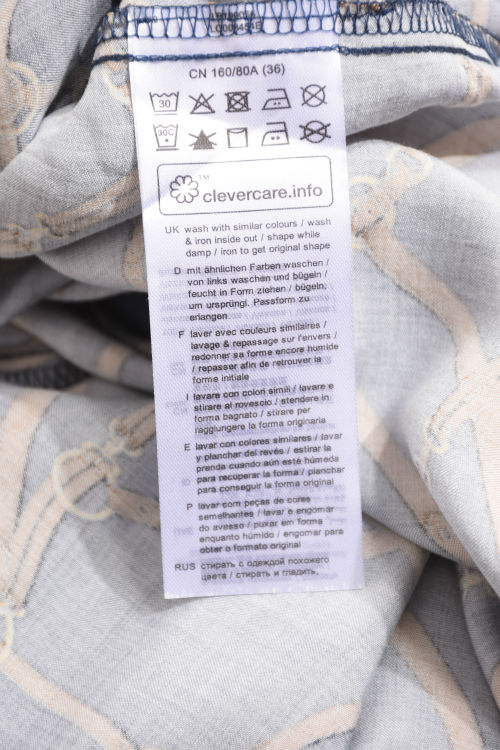 CN 160/80A (36)
30
30C
TM
clevercare.info
UK wash with similar colours / wash
& iron inside out / shape while
damp / iron to get original shape
D mit ähnlichen Farben waschen /
von links waschen und bügeln /
feucht in Form ziehen / bügeln,
um ursprüngl. Passform zu
erlangen
F laver avec couleurs similaires /
lavage & repassage sur l'envers /
redonner sa forme encore humide
/ repasser afin de retrouver la
forme initiale
I lavare con colori simili / lavare e
stirare al rovescio / stendere in
forma bagnato / stirare per
raggiungere la forma originaria
E lavar con colores similares / lavar
y planchar del revés / estirar la
prenda cuando aún esté húmeda
para recuperar la forma / planchar
para conseguir la forma original
P lavar com peças de cores
semelhantes / lavar e engomar
do avesso / puxar em forma
enquanto húmido / engomar para
obter o formato original
RUS стирать с одеждой похожего
цвета / стирать и гладить,